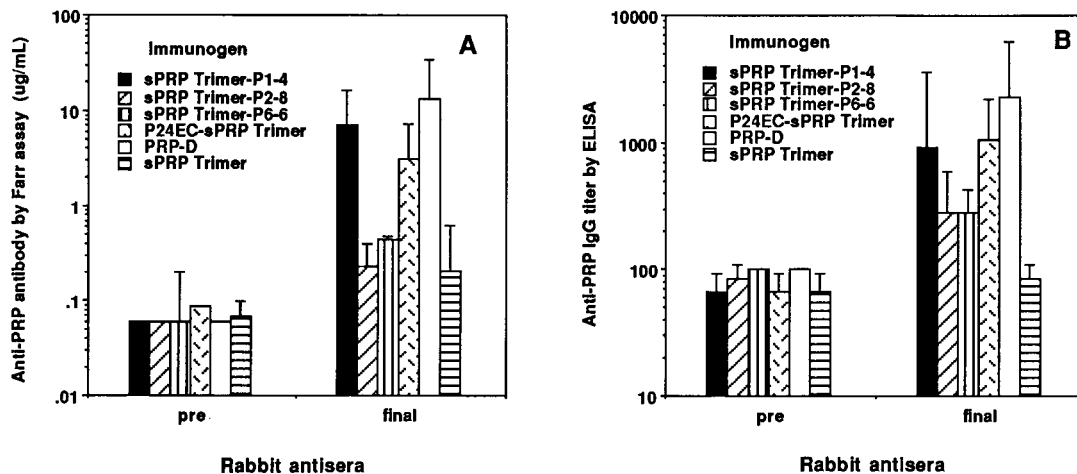 A
Anti-PRP antibody by Farr assay (ug/mL)
100
10
1
.1
.01
Immunogen
sPRP Trimer-P1-4
sPRP Trimer-P2-8
sPRP Trimer-P6-6
P24EC-sPRP Trimer
PRP-D
sPRP Trimer
pre
final
Rabbit antisera
B
Anti-PRP IgG titer by ELISA
10000
1000
100
10
Immunogen
sPRP Trimer-P1-4
sPRP Trimer-P2-8
sPRP Trimer-P6-6
P24EC-sPRP Trimer
PRP-D
sPRP Trimer
pre
final
Rabbit antisera